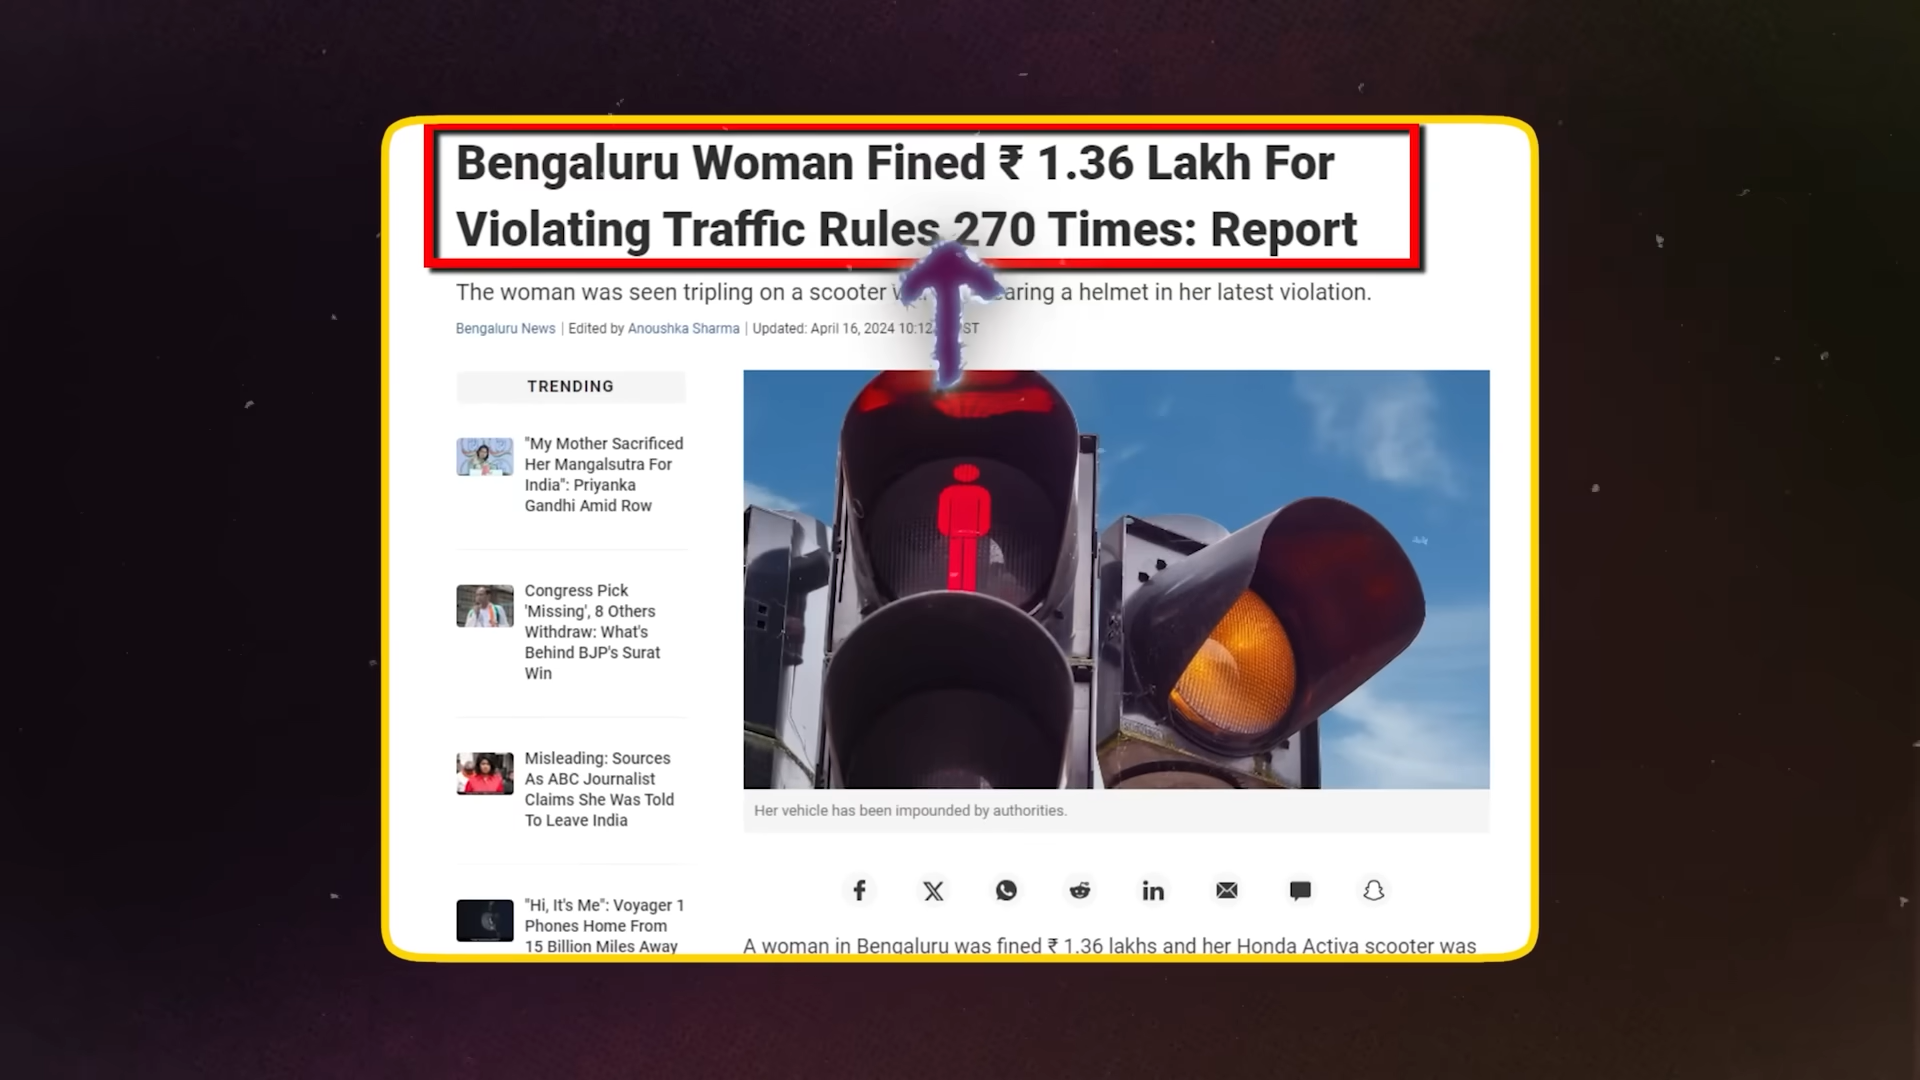 Bengaluru Woman Fined ₹ 1.36 Lakh For
Violating Traffic Rules 270 Times: Report
The woman was seen tripling on a scooter a helmet in her latest violation.
Bengaluru News | Edited by Anoushka Sharma | Updated: April 16, 2024
TRENDING
"My Mother Sacrificed
Her Mangalsutra For
India": Priyanka
Gandhi Amid Row
Congress Pick
'Missing', 8 Others
Withdraw: What's
Behind BJP's Surat
Win
Misleading: Sources
As ABC Journalist
Claims She Was Told
To Leave India
"Hi, It's Me": Voyager 1
Phones Home From
15 Billion Miles Away
Her vehicle has been impounded by authorities.
A woman in Bengaluru was fined ₹ 1.36 lakhs and her Honda Activa scooter was